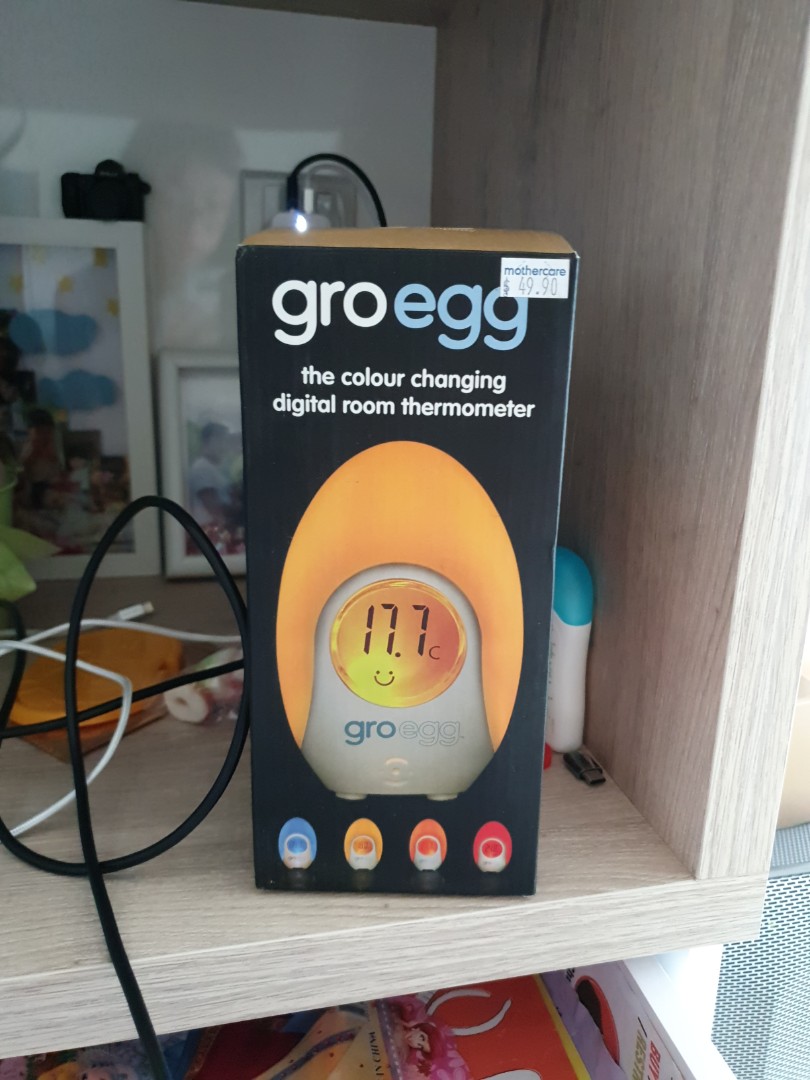 mothercare
$ 49.90
groegg
the colour changing
digital room thermometer
17.7c
groegg